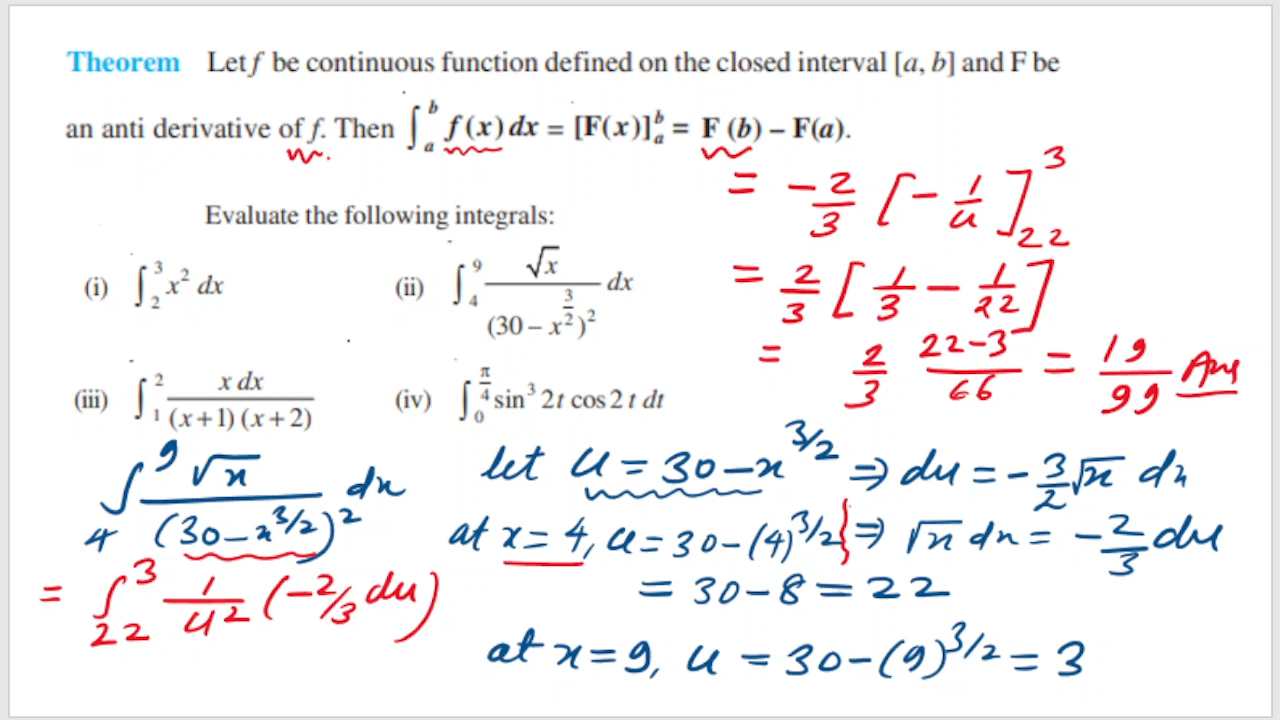 Theorem Let f be continuous function defined on the closed interval [a, b] and F be
an anti derivative of f. Then ∫_a^b f(x) dx = [F(x)]_a^b = F (b) – F(a).
= -2/3 [-1/u]_22^3
Evaluate the following integrals:
(i) ∫_2^3 x² dx (ii) ∫_4^9 √x/(30 – x^(3/2))² dx
= 2/3 [1/3 - 1/22]
= 2/3 22-3/66 = 19/99 Ans
(iii) ∫_1^2 x dx/(x+1) (x+2) (iv) ∫_0^(π/4) sin³ 2t cos 2 t dt
∫_4^9 √x/(30-x^3/2)² dx
let u = 30-x^3/2 ⇒ du = -3/2 √x dx
at x = 4, u = 30-(4)^3/2 } ⇒ √x dx = -2/3 du
= 30-8 = 22
= ∫_22^3 1/u² (-2/3 du)
at x = 9, u = 30-(9)^3/2 = 3